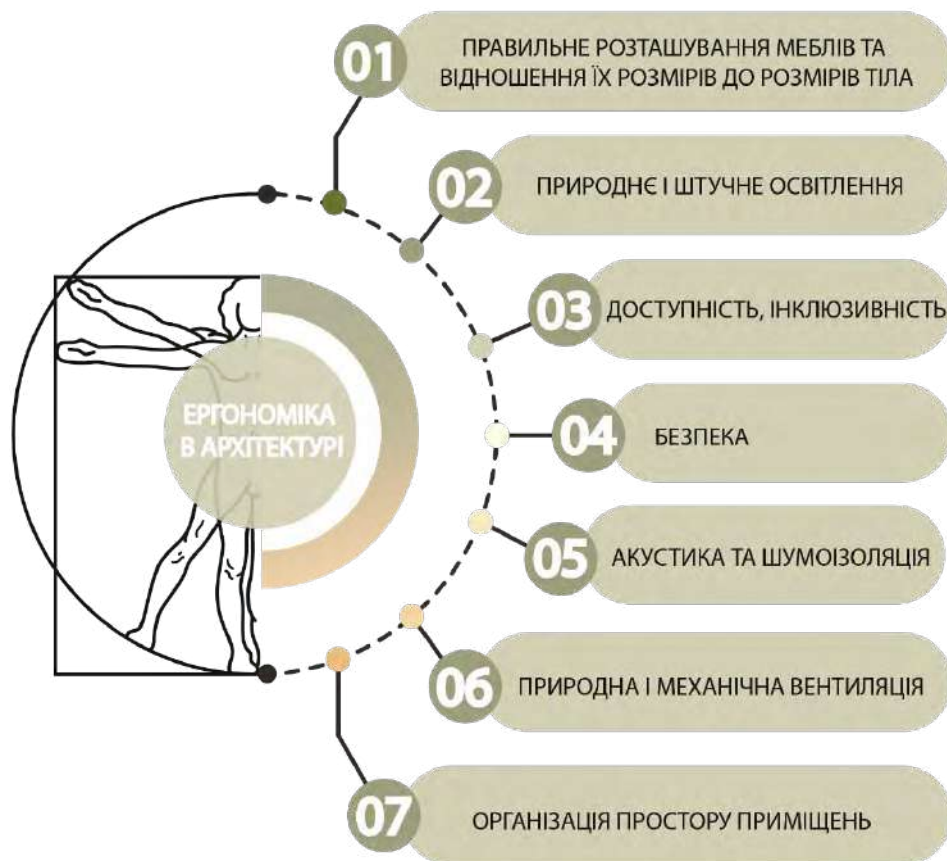 01
ПРАВИЛЬНЕ РОЗТАШУВАННЯ МЕБЛІВ ТА
ВІДНОШЕННЯ ЇХ РОЗМІРІВ ДО РОЗМІРІВ ТІЛА
02
ПРИРОДНЄ І ШТУЧНЕ ОСВІТЛЕННЯ
03
ДОСТУПНІСТЬ, ІНКЛЮЗИВНІСТЬ
ЕРГОНОМІКА
В АРХІТЕКТУРІ
04
БЕЗПЕКА
05
АКУСТИКА ТА ШУМОІЗОЛЯЦІЯ
06
ПРИРОДНА І МЕХАНІЧНА ВЕНТИЛЯЦІЯ
07
ОРГАНІЗАЦІЯ ПРОСТОРУ ПРИМІЩЕНЬ